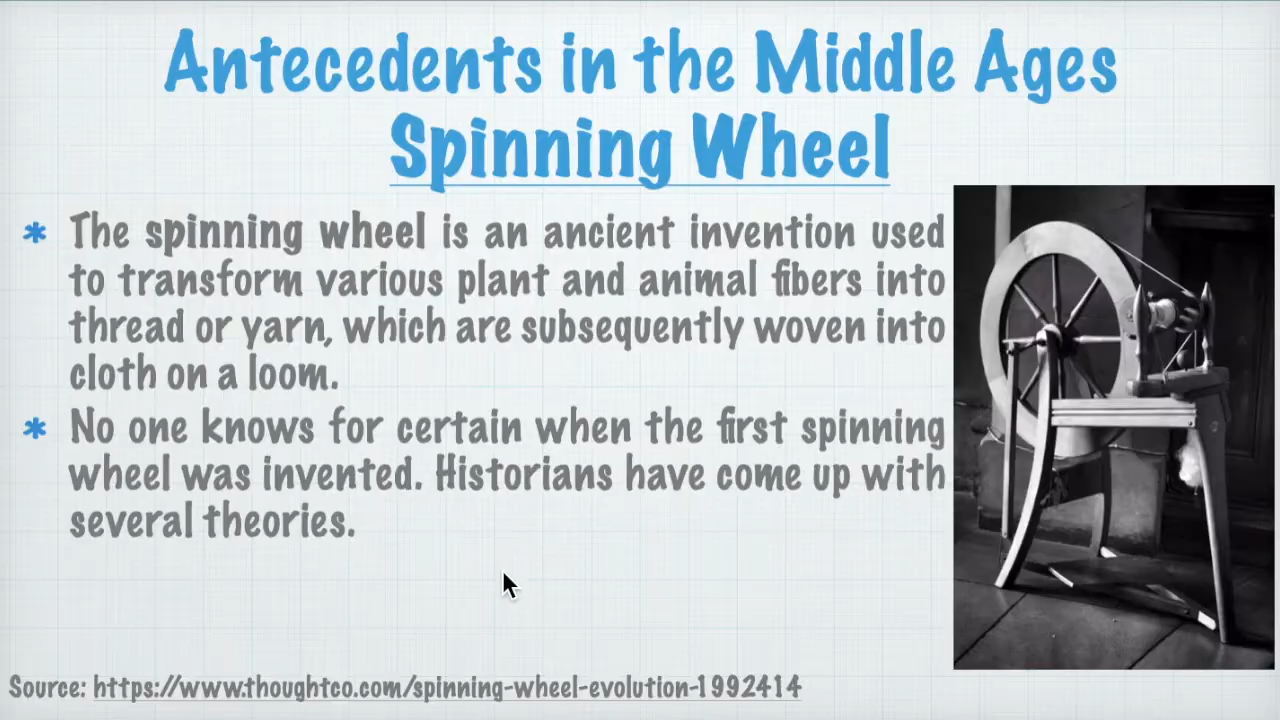 Antecedents in the Middle Ages
Spinning Wheel
* The spinning wheel is an ancient invention used
to transform various plant and animal fibers into
thread or yarn, which are subsequently woven into
cloth on a loom.
* No one knows for certain when the first spinning
wheel was invented. Historians have come up with
several theories.
Source: https://www.thoughtco.com/spinning-wheel-evolution-1992414